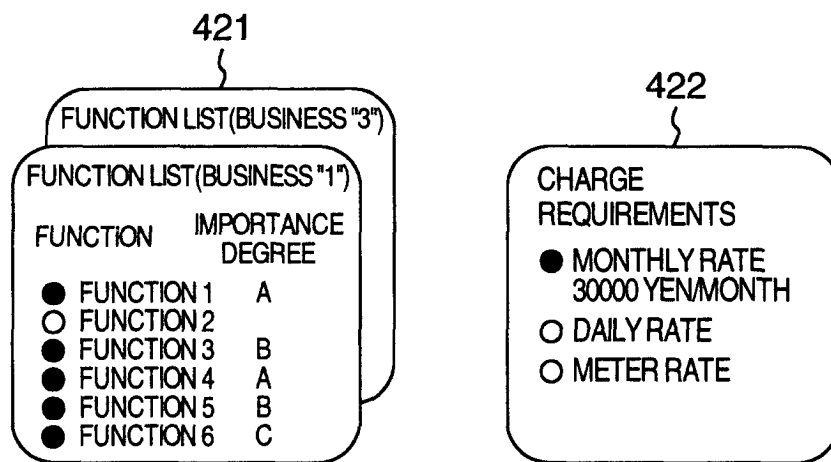 421
FUNCTION LIST(BUSINESS "3")
FUNCTION LIST(BUSINESS "1")
FUNCTION IMPORTANCE DEGREE
FUNCTION 1 A
FUNCTION 2
FUNCTION 3 B
FUNCTION 4 A
FUNCTION 5 B
FUNCTION 6 C
422
CHARGE
REQUIREMENTS
MONTHLY RATE
30000 YEN/MONTH
DAILY RATE
METER RATE